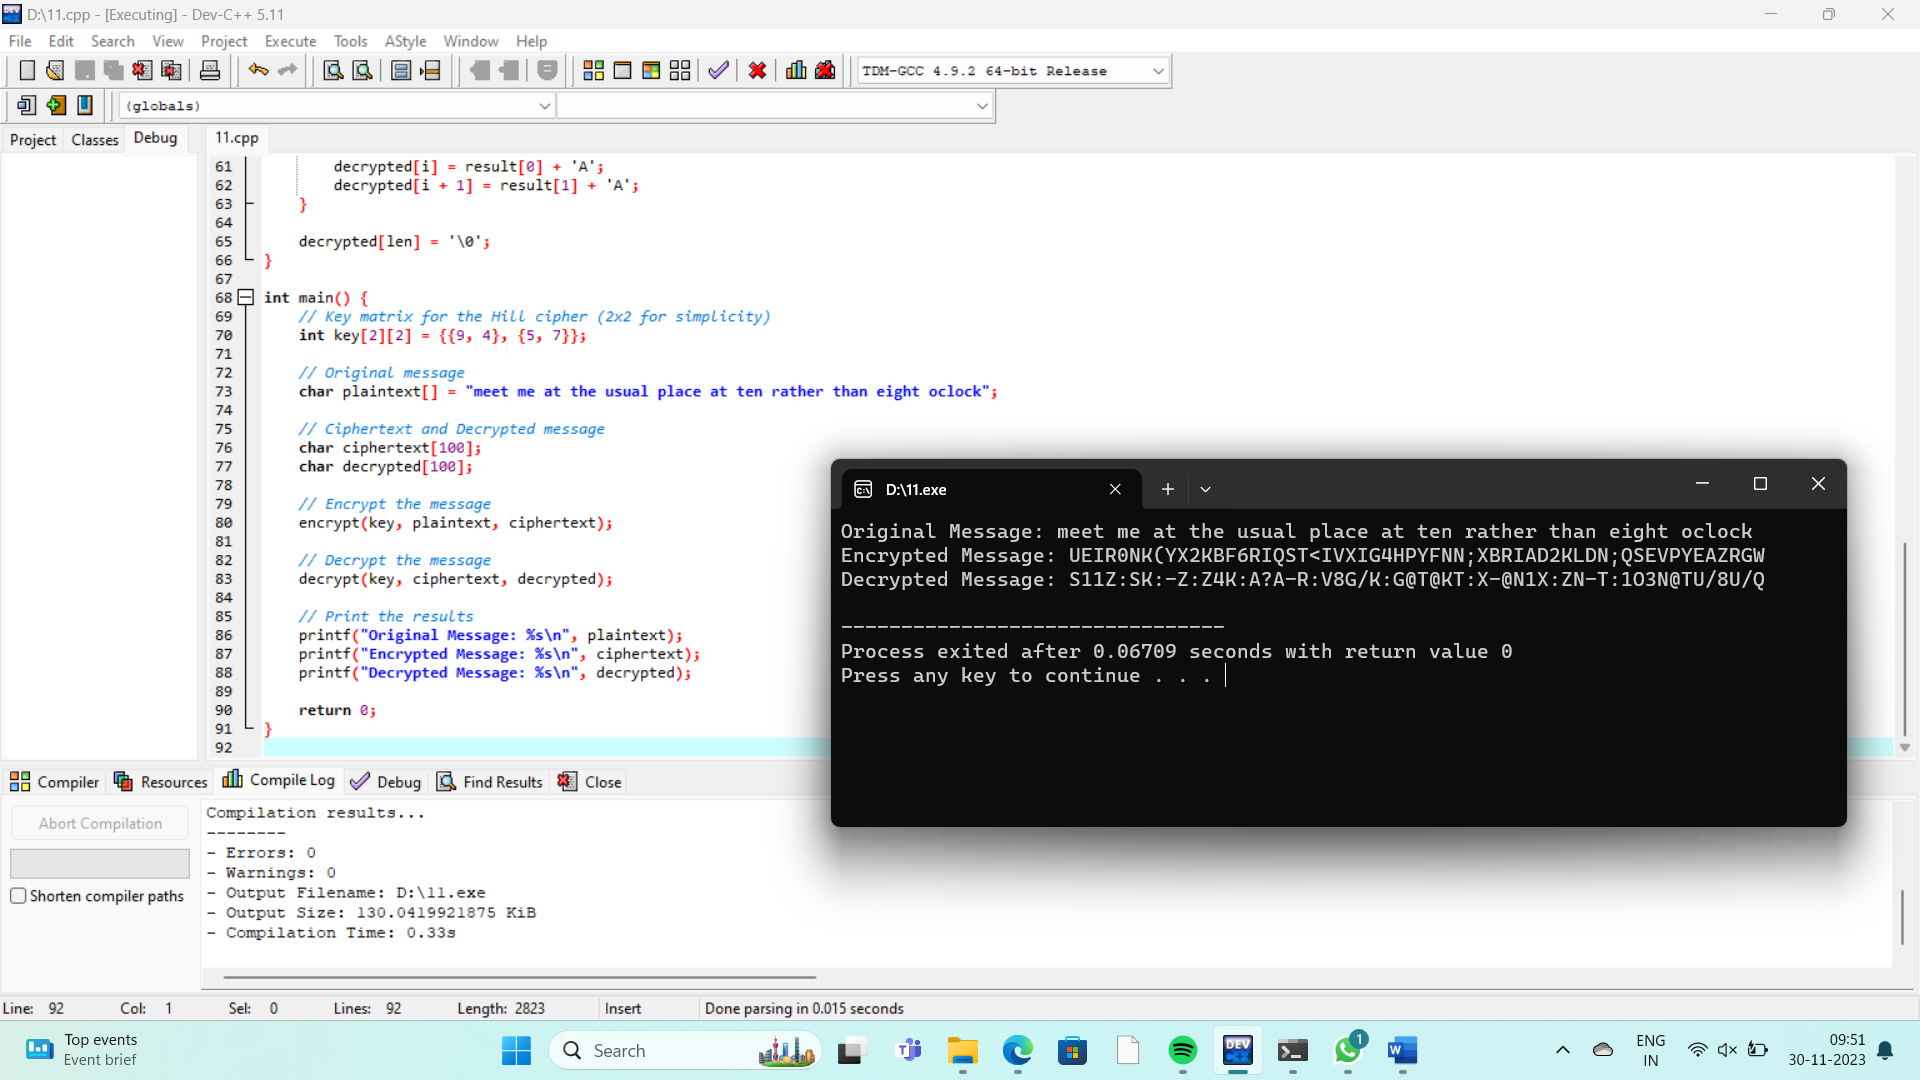 D:\11.cpp - [Executing] - Dev-C++ 5.11
File Edit Search View Project Execute Tools AStyle Window Help
TDM-GCC 4.9.2 64-bit Release
(globals)
Project Classes Debug
11.cpp
61 decrypted[i] = result[0] + 'A';
62 decrypted[i + 1] = result[1] + 'A';
63 }
64
65 decrypted[len] = '\0';
66 }
67
68 int main() {
69 // Key matrix for the Hill cipher (2x2 for simplicity)
70 int key[2][2] = {{9, 4}, {5, 7}};
71
72 // Original message
73 char plaintext[] = "meet me at the usual place at ten rather than eight oclock";
74
75 // Ciphertext and Decrypted message
76 char ciphertext[100];
77 char decrypted[100];
78
79 // Encrypt the message
80 encrypt(key, plaintext, ciphertext);
81
82 // Decrypt the message
83 decrypt(key, ciphertext, decrypted);
84
85 // Print the results
86 printf("Original Message: %s\n", plaintext);
87 printf("Encrypted Message: %s\n", ciphertext);
88 printf("Decrypted Message: %s\n", decrypted);
89
90 return 0;
91 }
92
D:\11.exe
Original Message: meet me at the usual place at ten rather than eight oclock
Encrypted Message: UEIR0NK(YX2KBF6RIQST<IVXIG4HPYFNN;XBRIAD2KLDN;QSEVPYEAZRGW
Decrypted Message: S11Z:SK:-Z:Z4K:A?A-R:V8G/K:G@T@KT:X-@N1X:ZN-T:1O3N@TU/8U/Q
--------------------------------
Process exited after 0.06709 seconds with return value 0
Press any key to continue . . .
Compiler Resources Compile Log Debug Find Results Close
Abort Compilation
Shorten compiler paths
Compilation results...
--------
- Errors: 0
- Warnings: 0
- Output Filename: D:\11.exe
- Output Size: 130.0419921875 KiB
- Compilation Time: 0.33s
Line: 92 Col: 1 Sel: 0 Lines: 92 Length: 2823 Insert Done parsing in 0.015 seconds
Top events
Event brief
Search
DEV
1
ENG
IN
09:51
30-11-2023